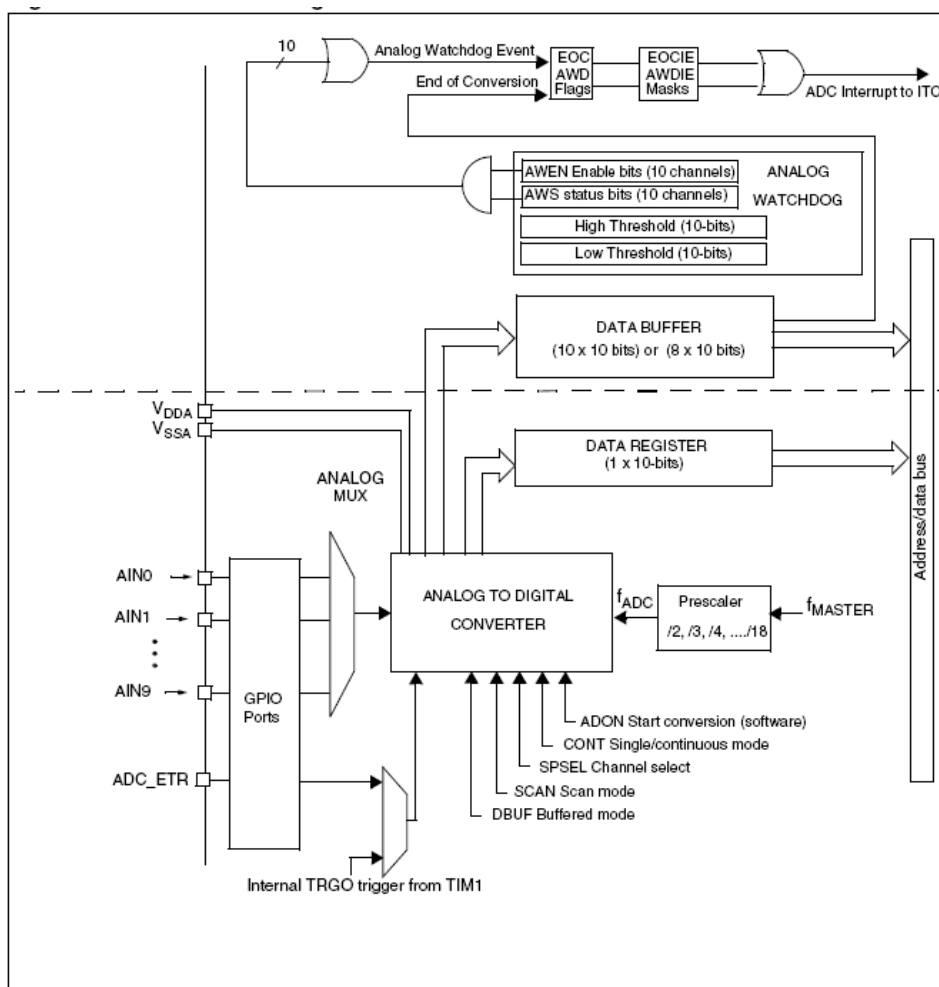 10
Analog Watchdog Event
End of Conversion
EOC
AWD
Flags
EOCIE
AWDIE
Masks
ADC Interrupt to ITC
AWEN Enable bits (10 channels)
AWS status bits (10 channels)
High Threshold (10-bits)
Low Threshold (10-bits)
ANALOG
WATCHDOG
DATA BUFFER
(10 x 10 bits) or (8 x 10 bits)
VDDA
VSSA
DATA REGISTER
(1 x 10-bits)
ANALOG
MUX
Address/data bus
AIN0
AIN1
AIN9
GPIO
Ports
ANALOG TO DIGITAL
CONVERTER
fADC
Prescaler
/2, /3, /4, ..../18
fMASTER
ADON Start conversion (software)
CONT Single/continuous mode
SPSEL Channel select
SCAN Scan mode
DBUF Buffered mode
ADC_ETR
Internal TRGO trigger from TIM1